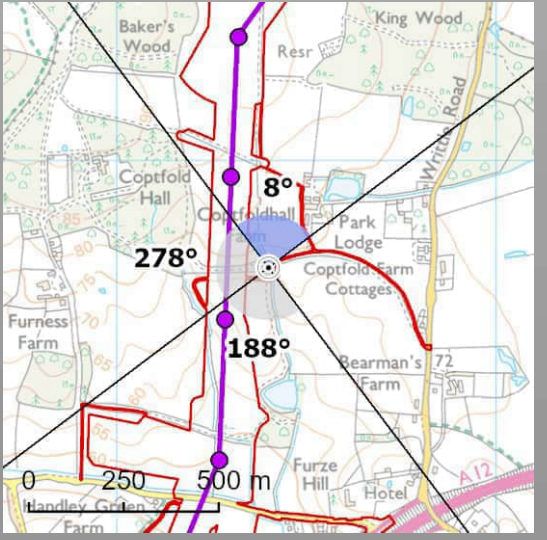 King Wood
Baker's
Wood
Resr
Writtle Road
Coptfold
Hall
8°
Coptfoldhall
Farm
Park
Lodge
85
80
278°
75
Coptfold Farm
Cottages
70
Furness
Farm
188°
65
Bearman's
Farm
72
60
55
0
250
500 m
Furze
Hill
A 12
Hotel
Handley Green
Farm